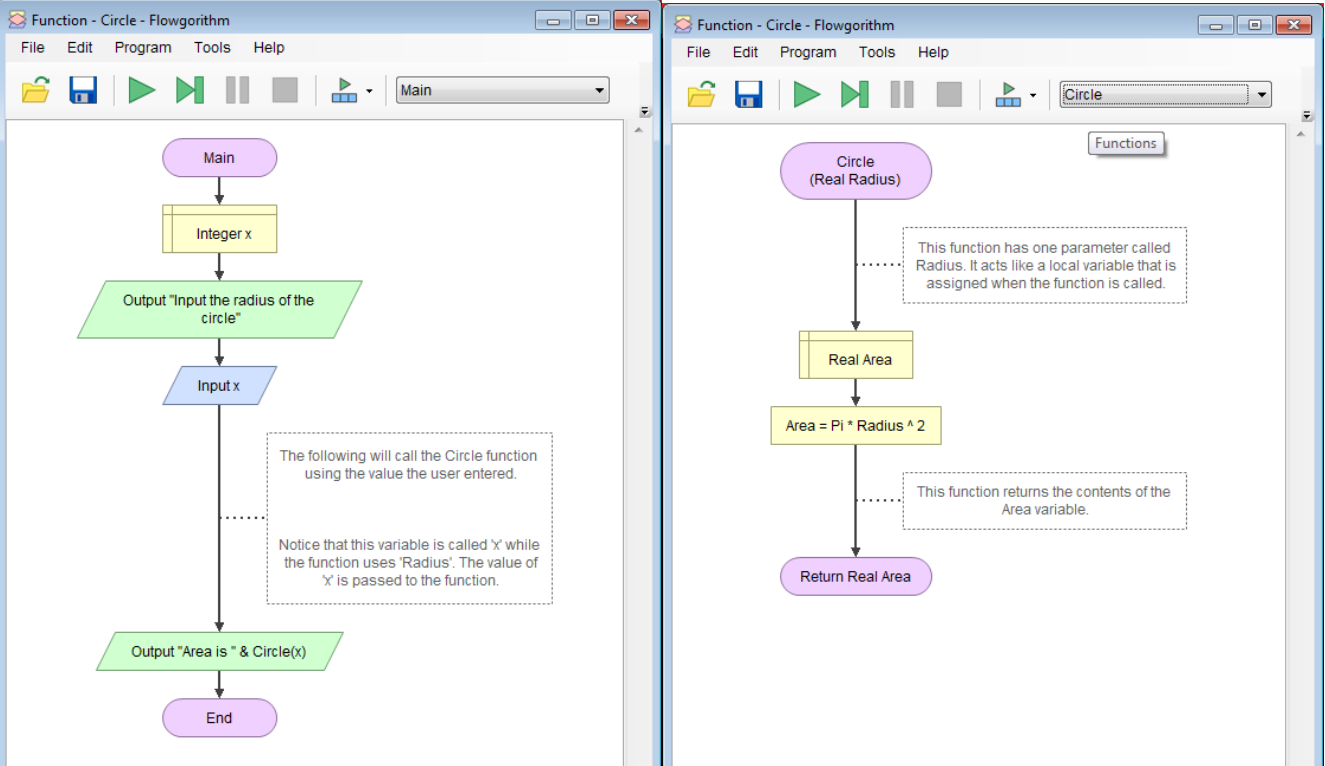 Function - Circle - Flowgorithm
File Edit Program Tools Help
Main
Main
Integer x
Output "Input the radius of the
circle"
Input x
The following will call the Circle function
using the value the user entered.
Notice that this variable is called 'x' while
the function uses 'Radius'. The value of
'x' is passed to the function.
Output "Area is " & Circle(x)
End
Function - Circle - Flowgorithm
File Edit Program Tools Help
Circle
Functions
Circle
(Real Radius)
This function has one parameter called
Radius. It acts like a local variable that is
assigned when the function is called.
Real Area
Area = Pi * Radius ^ 2
This function returns the contents of the
Area variable.
Return Real Area